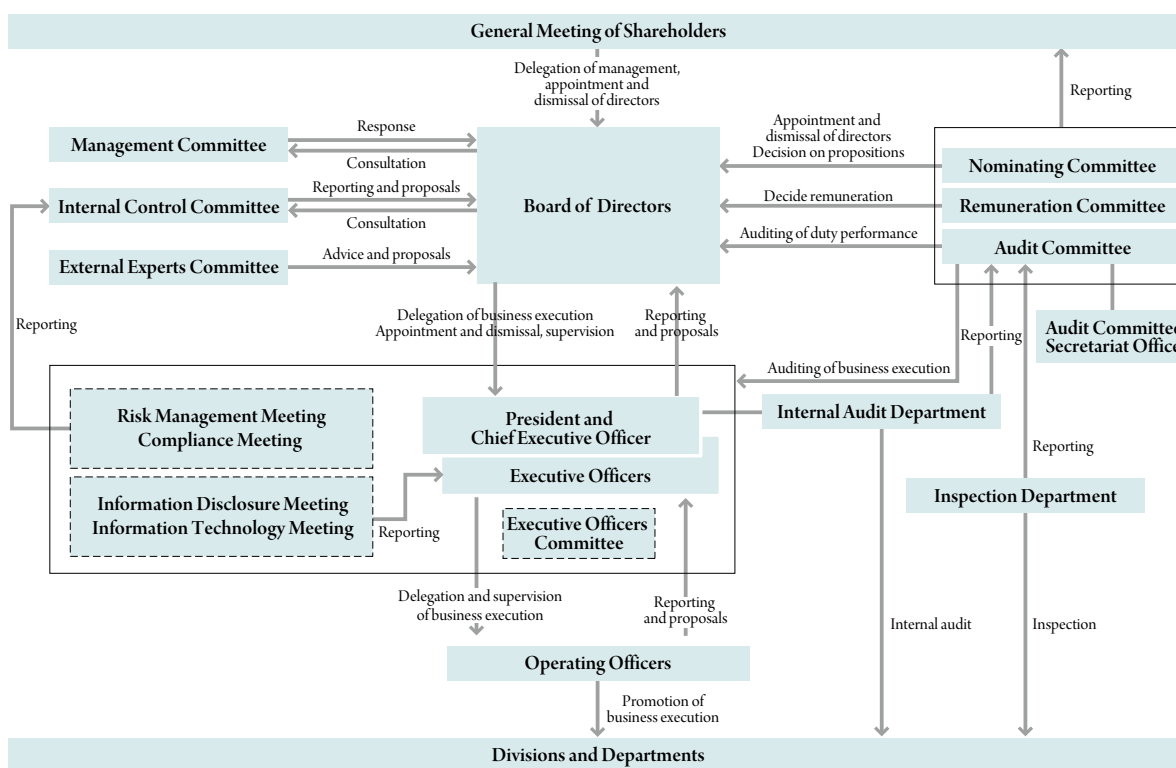 General Meeting of Shareholders
Delegation of management,
appointment and
dismissal of directors
Reporting
Management Committee
Response
Consultation
Internal Control Committee
Reporting and proposals
Consultation
External Experts Committee
Advice and proposals
Board of Directors
Appointment and
dismissal of directors
Decision on propositions
Nominating Committee
Decide remuneration
Remuneration Committee
Auditing of duty performance
Audit Committee
Reporting
Delegation of business execution
Appointment and dismissal, supervision
Reporting
and proposals
Reporting
Audit Committee
Secretariat Office
Auditing of business execution
Risk Management Meeting
Compliance Meeting
President and
Chief Executive Officer
Internal Audit Department
Executive Officers
Reporting
Information Disclosure Meeting
Information Technology Meeting
Reporting
Executive Officers
Committee
Inspection Department
Delegation and supervision
of business execution
Reporting
and proposals
Internal audit
Inspection
Operating Officers
Promotion of
business execution
Divisions and Departments